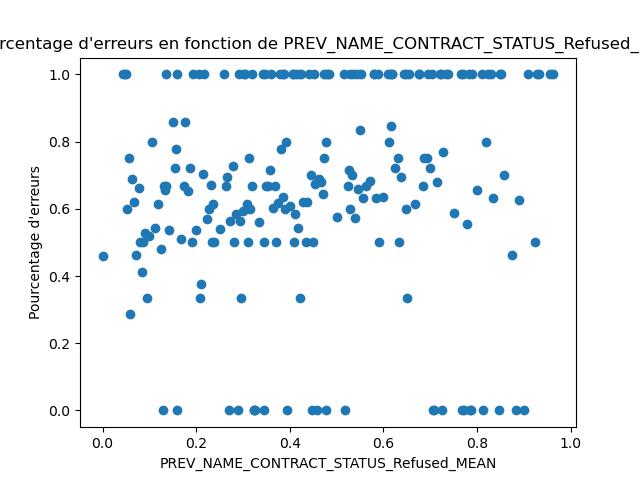 rcentage d'erreurs en fonction de PREV_NAME_CONTRACT_STATUS_Refused_
1.0
0.8
0.6
0.4
0.2
0.0
Pourcentage d'erreurs
0.0 0.2 0.4 0.6 0.8 1.0
PREV_NAME_CONTRACT_STATUS_Refused_MEAN